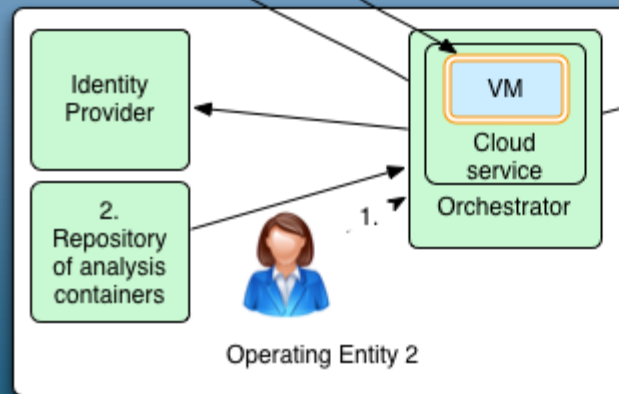 Identity
Provider
2.
Repository
of analysis
containers
1.
VM
Cloud
service
Orchestrator
Operating Entity 2